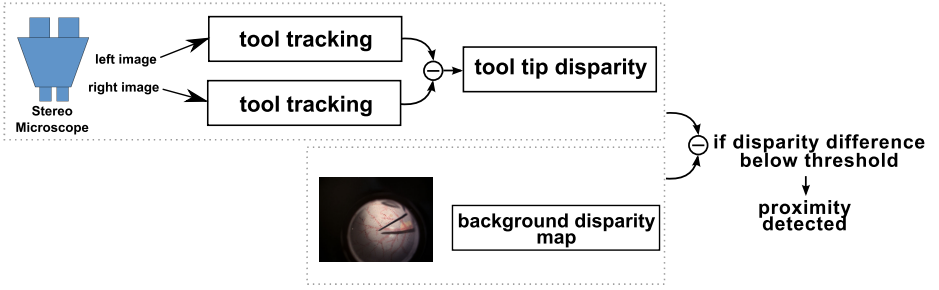 left image
right image
Stereo
Microscope
tool tracking
tool tracking
tool tip disparity
background disparity
map
if disparity difference
below threshold
proximity
detected